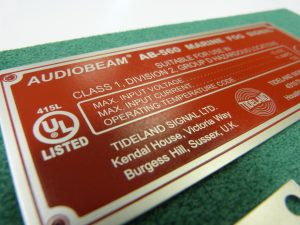 AUDIOBEAM® AB-560 MARINE FOG SIGNAL
SUITABLE FOR USE IN
CLASS 1, DIVISION 2, GROUP D HAZARDOUS LOCATIONS
MAX. INPUT VOLTAGE
MAX. INPUT CURRENT
OPERATING TEMPERATURE CODE
415L
UL
LISTED
TIDELAND SIGNAL LTD.
Kendal House, Victoria Way
Burgess Hill, Sussex, U.K
TIDELAND